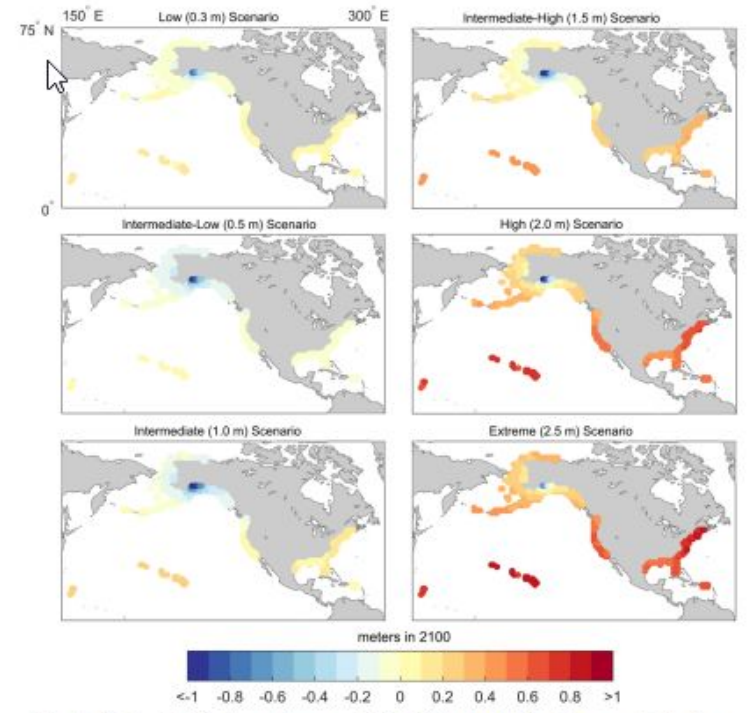 150° E
Low (0.3 m) Scenario
300° E
Intermediate-High (1.5 m) Scenario
75° N
0°
Intermediate-Low (0.5 m) Scenario
High (2.0 m) Scenario
Intermediate (1.0 m) Scenario
Extreme (2.5 m) Scenario
meters in 2100
<-1 -0.8 -0.6 -0.4 -0.2 0 0.2 0.4 0.6 0.8 >1